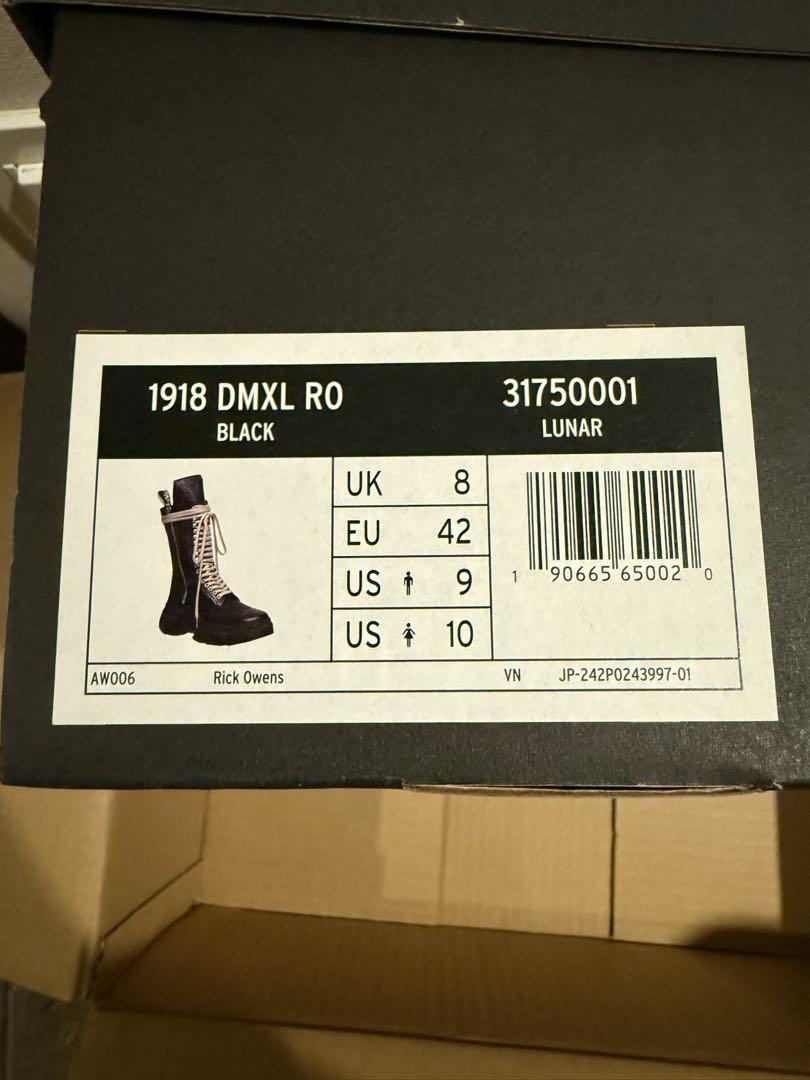 1918 DMXL RO
BLACK
31750001
LUNAR
UK 8
EU 42
US 9
US 10
1 90665 65002 0
AW006 Rick Owens VN JP-242P0243997-01